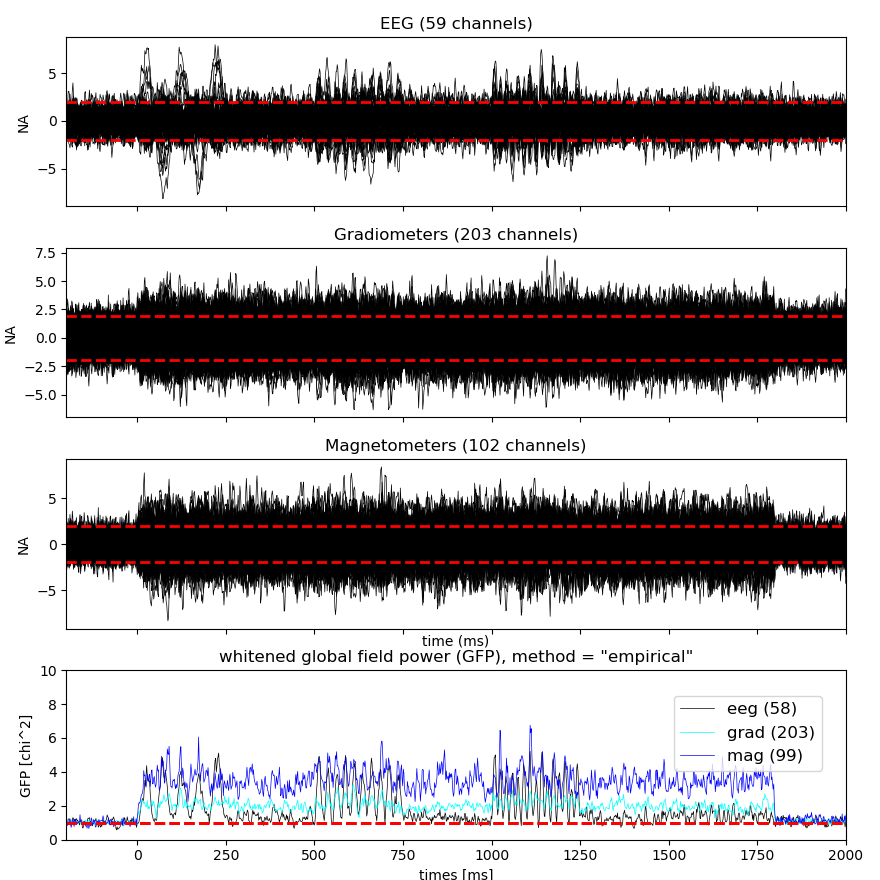 EEG (59 channels)
5
0
−5
NA
Gradiometers (203 channels)
7.5
5.0
2.5
0.0
−2.5
−5.0
NA
Magnetometers (102 channels)
5
0
−5
NA
time (ms)
whitened global field power (GFP), method = "empirical"
10
8
6
4
2
0
GFP [chi^2]
eeg (58)
grad (203)
mag (99)
0 250 500 750 1000 1250 1500 1750 2000
times [ms]